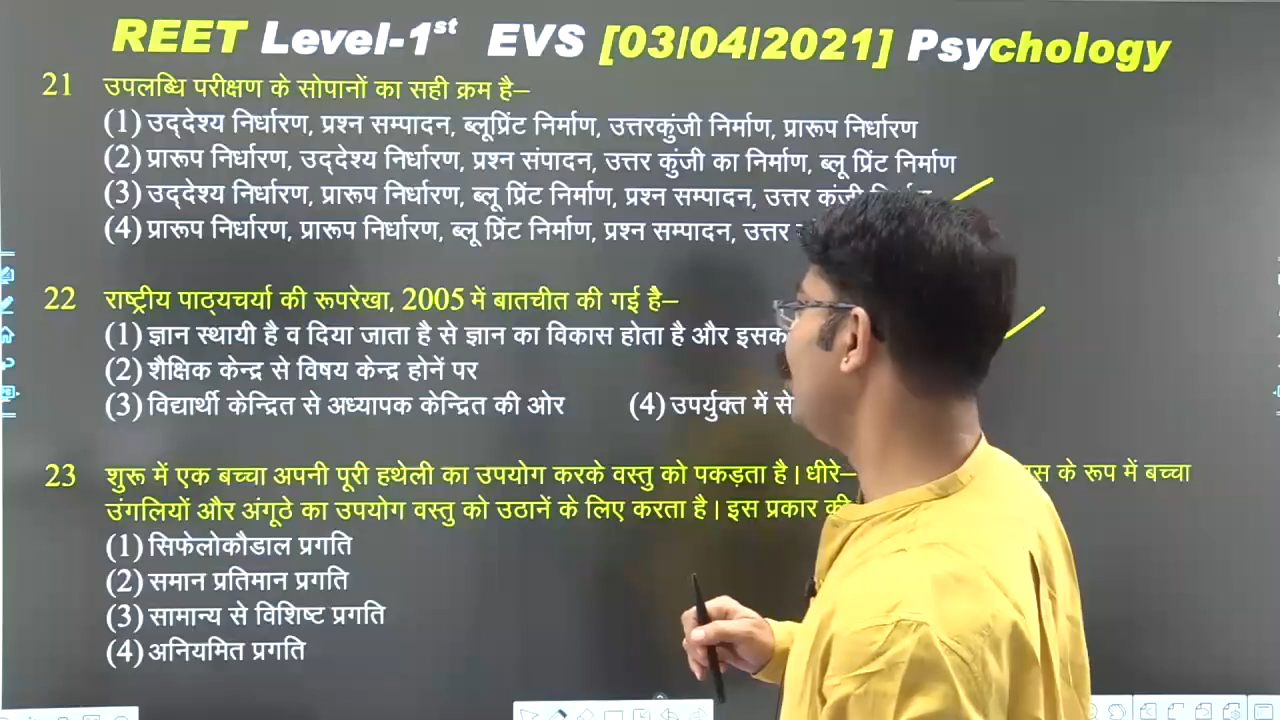 REET Level-1st EVS [03/04/2021] Psychology
21 उपलब्धि परीक्षण के सोपानों का सही क्रम है–
(1) उद्देश्य निर्धारण, प्रश्न सम्पादन, ब्लूप्रिंट निर्माण, उत्तरकुंजी निर्माण, प्रारूप निर्धारण
(2) प्रारूप निर्धारण, उद्देश्य निर्धारण, प्रश्न संपादन, उत्तर कुंजी का निर्माण, ब्लू प्रिंट निर्माण
(3) उद्देश्य निर्धारण, प्रारूप निर्धारण, ब्लू प्रिंट निर्माण, प्रश्न सम्पादन, उत्तर
(4) प्रारूप निर्धारण, प्रारूप निर्धारण, ब्लू प्रिंट निर्माण, प्रश्न सम्पादन, उत्तर
22 राष्ट्रीय पाठ्यचर्या की रूपरेखा, 2005 में बातचीत की गई है–
(1) ज्ञान स्थायी है व दिया जाता है से ज्ञान का विकास होता है और
(2) शैक्षिक केन्द्र से विषय केन्द्र होनें पर
(3) विद्यार्थी केन्द्रित से अध्यापक केन्द्रित की ओर (4) उपर्युक्त में से
23 शुरू में एक बच्चा अपनी पूरी हथेली का उपयोग करके वस्तु को पकड़ता है। धीरे– के रूप में बच्चा
उंगलियों और अंगूठे का उपयोग वस्तु को उठानें के लिए करता है। इस प्रकार
(1) सिफेलोकौडाल प्रगति
(2) समान प्रतिमान प्रगति
(3) सामान्य से विशिष्ट प्रगति
(4) अनियमित प्रगति